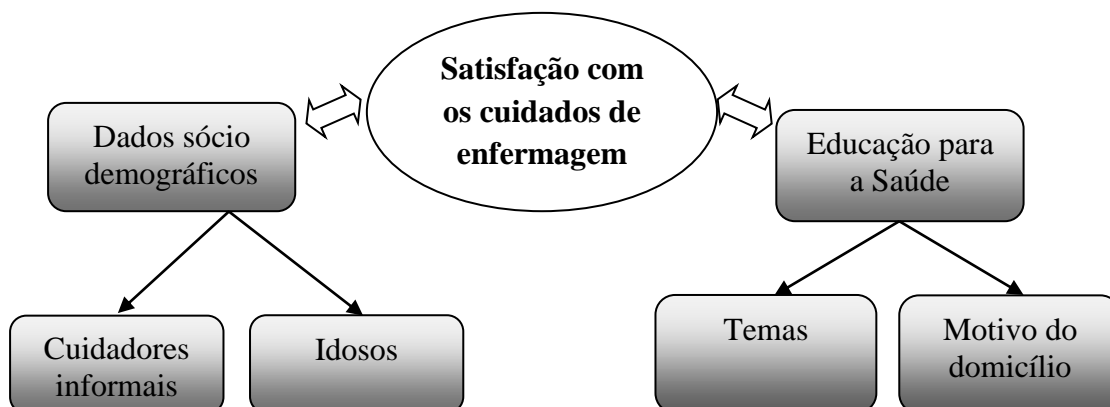 Satisfação com
os cuidados de
enfermagem
Dados sócio
demográficos
Educação para
a Saúde
Cuidadores
informais
Idosos
Temas
Motivo do
domicílio